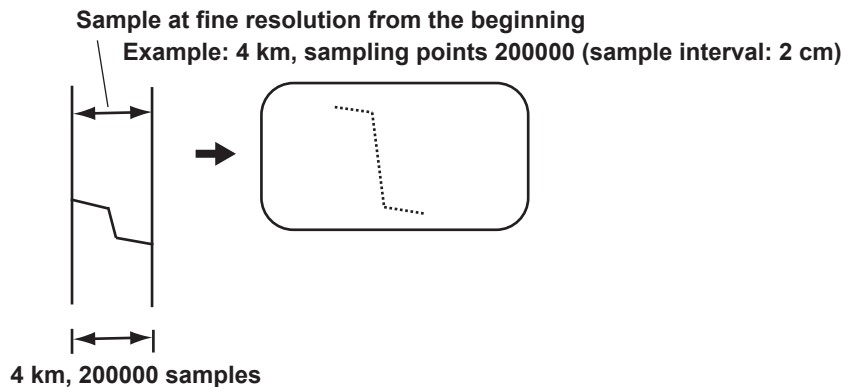 Sample at fine resolution from the beginning
Example: 4 km, sampling points 200000 (sample interval: 2 cm)
4 km, 200000 samples